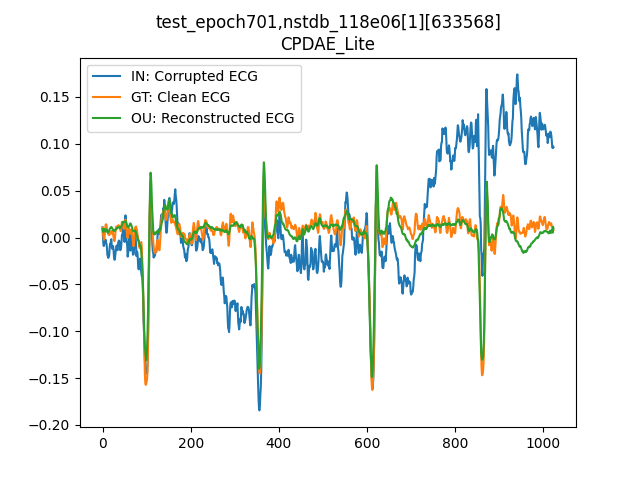 test_epoch701,nstdb_118e06[1][633568]
CPDAE_Lite
IN: Corrupted ECG
GT: Clean ECG
OU: Reconstructed ECG
0.15
0.10
0.05
0.00
−0.05
−0.10
−0.15
−0.20
0 200 400 600 800 1000